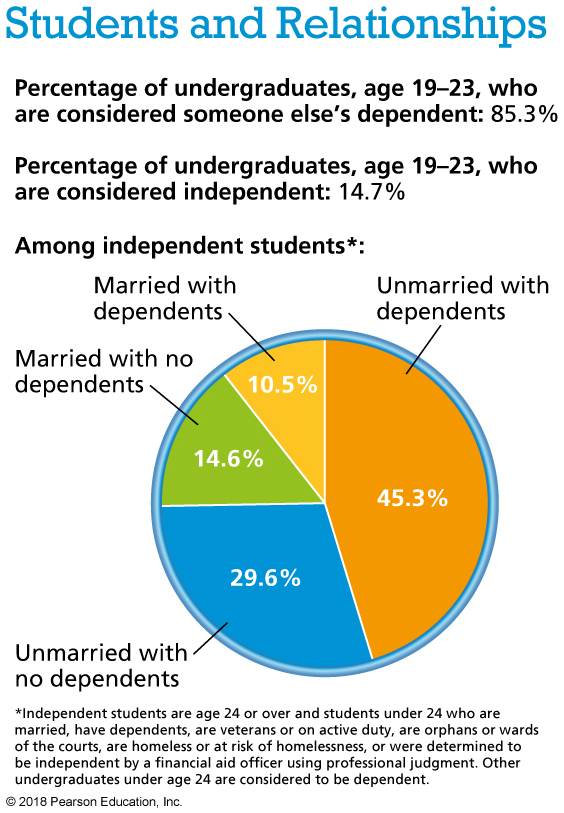 Students and Relationships
Percentage of undergraduates, age 19–23, who
are considered someone else’s dependent: 85.3%
Percentage of undergraduates, age 19–23, who
are considered independent: 14.7%
Among independent students*:
Married with
dependents
Unmarried with
dependents
Married with no
dependents
10.5%
14.6%
45.3%
29.6%
Unmarried with
no dependents
*Independent students are age 24 or over and students under 24 who are
married, have dependents, are veterans or on active duty, are orphans or wards
of the courts, are homeless or at risk of homelessness, or were determined to
be independent by a financial aid officer using professional judgment. Other
undergraduates under age 24 are considered to be dependent.
© 2018 Pearson Education, Inc.